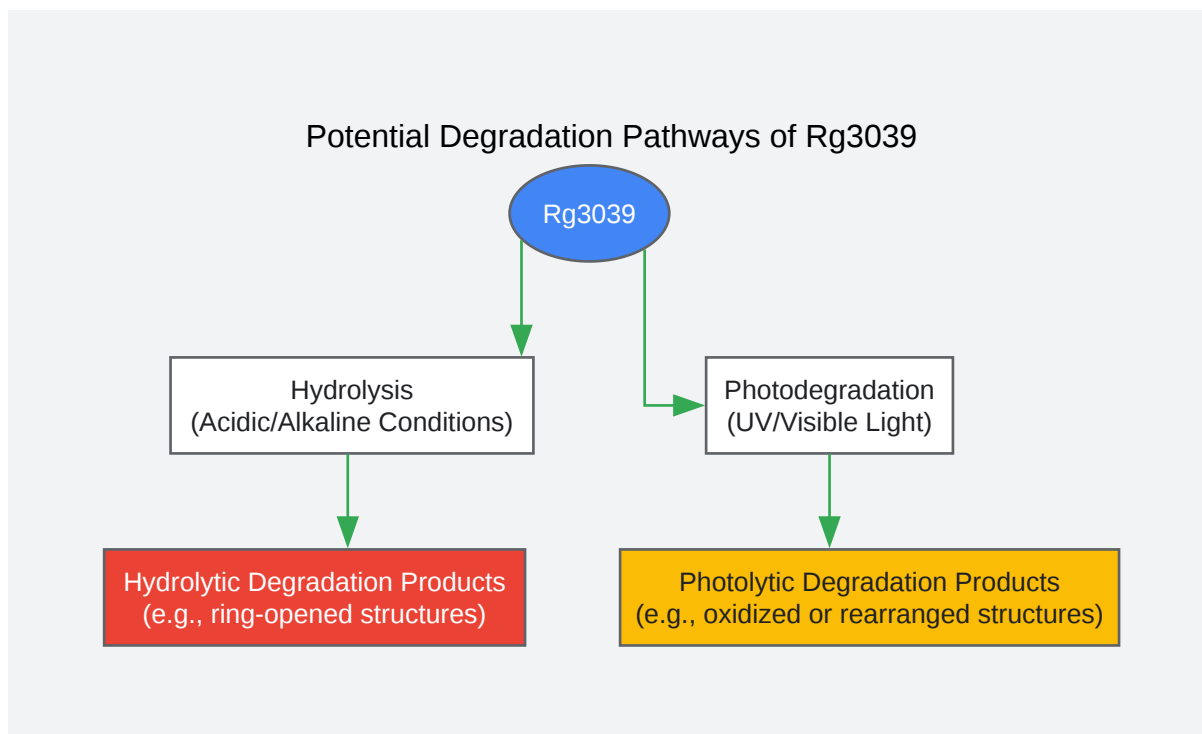 Potential Degradation Pathways of Rg3039
Rg3039
Hydrolysis
(Acidic/Alkaline Conditions)
Photodegradation
(UV/Visible Light)
Hydrolytic Degradation Products
(e.g., ring-opened structures)
Photolytic Degradation Products
(e.g., oxidized or rearranged structures)